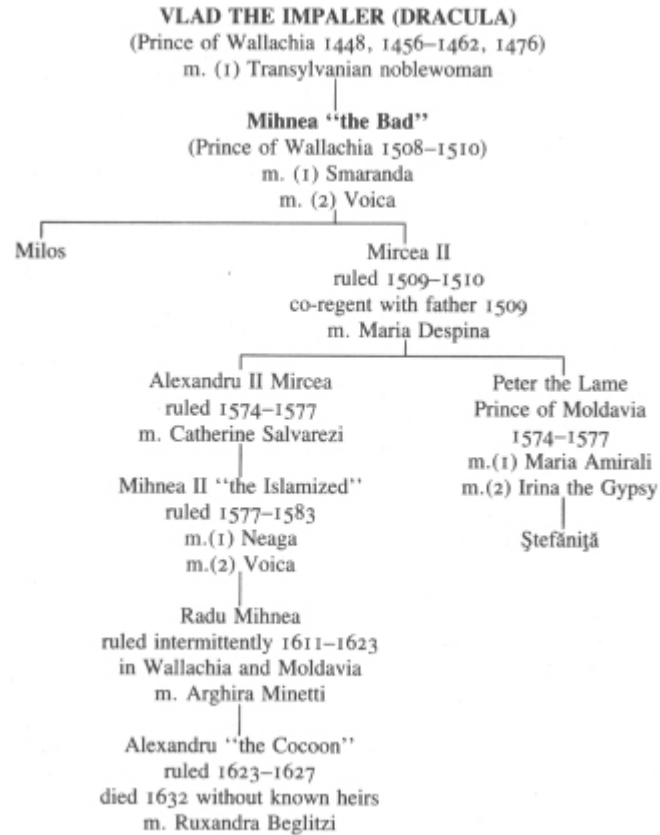 VLAD THE IMPALER (DRACULA)
(Prince of Wallachia 1448, 1456–1462, 1476)
m. (1) Transylvanian noblewoman
Mihnea “the Bad”
(Prince of Wallachia 1508–1510)
m. (1) Smaranda
m. (2) Voica
Milos
Mircea II
ruled 1509–1510
co-regent with father 1509
m. Maria Despina
Alexandru II Mircea
ruled 1574–1577
m. Catherine Salvarezi
Mihnea II “the Islamized”
ruled 1577–1583
m.(1) Neaga
m.(2) Voica
Radu Mihnea
ruled intermittently 1611–1623
in Wallachia and Moldavia
m. Arghira Minetti
Alexandru “the Cocoon”
ruled 1623–1627
died 1632 without known heirs
m. Ruxandra Beglitzi
Peter the Lame
Prince of Moldavia
1574–1577
m.(1) Maria Amirali
m.(2) Irina the Gypsy
Ştefăniţă